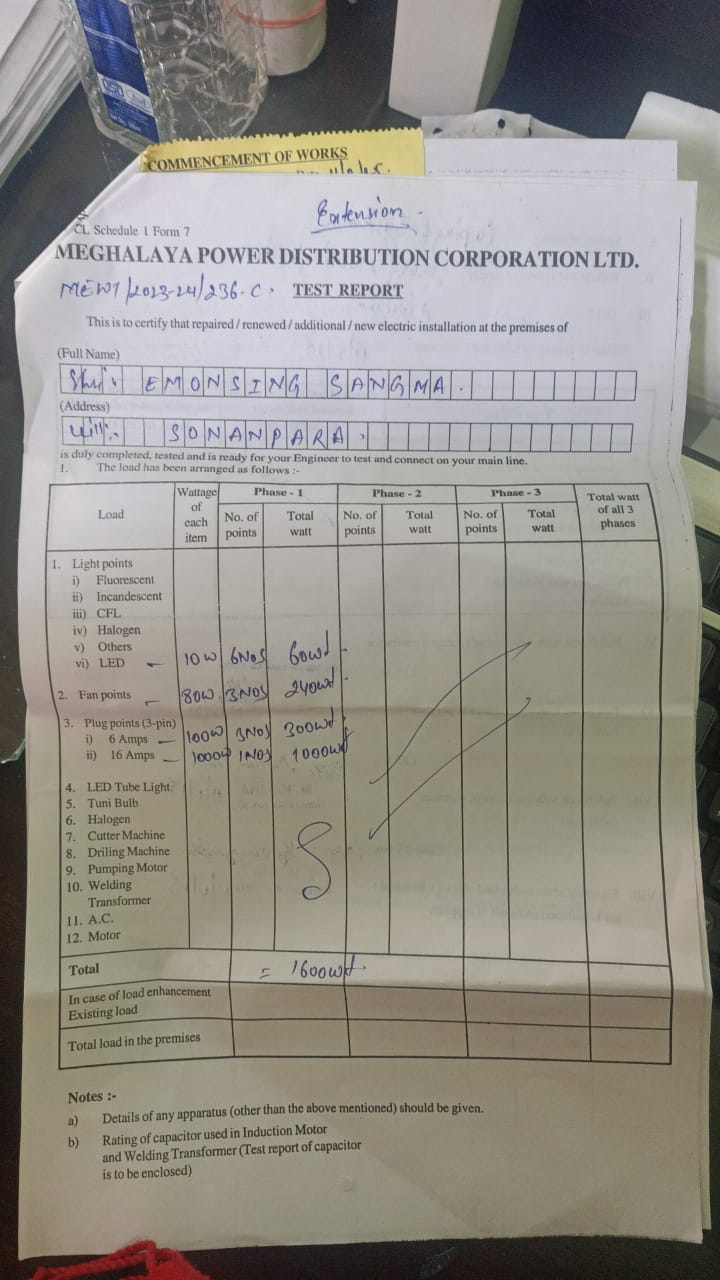 COMMENCEMENT OF WORKS
Extension.
CL Schedule 1 Form 7
MEGHALAYA POWER DISTRIBUTION CORPORATION LTD.
MEWT/2023-24/236.C. TEST REPORT
This is to certify that repaired / renewed / additional / new electric installation at the premises of
(Full Name)
Shri. EMONSING SANGMA.
(Address)
Vill:- SONANPARA.
is duly completed, tested and is ready for your Engineer to test and connect on your main line.
1. The load has been arranged as follows :-
Load Wattage of each item Phase - 1 Phase - 2 Phase - 3 Total watt of all 3 phases
No. of points Total watt No. of points Total watt No. of points Total watt
1. Light points
i) Fluorescent
ii) Incandescent
iii) CFL
iv) Halogen
v) Others
vi) LED - 10W 6NOS 60wt.
2. Fan points - 80W. 3NOS 240wt.
3. Plug points (3-pin)
i) 6 Amps - 100W 3NOS 300wt.
ii) 16 Amps - 1000W 1NOS 1000wt
4. LED Tube Light
5. Tuni Bulb
6. Halogen
7. Cutter Machine
8. Driling Machine
9. Pumping Motor
10. Welding
Transformer
11. A.C.
12. Motor
Total = 1600wt.
In case of load enhancement
Existing load
Total load in the premises
Notes :-
a) Details of any apparatus (other than the above mentioned) should be given.
b) Rating of capacitor used in Induction Motor
and Welding Transformer (Test report of capacitor
is to be enclosed)